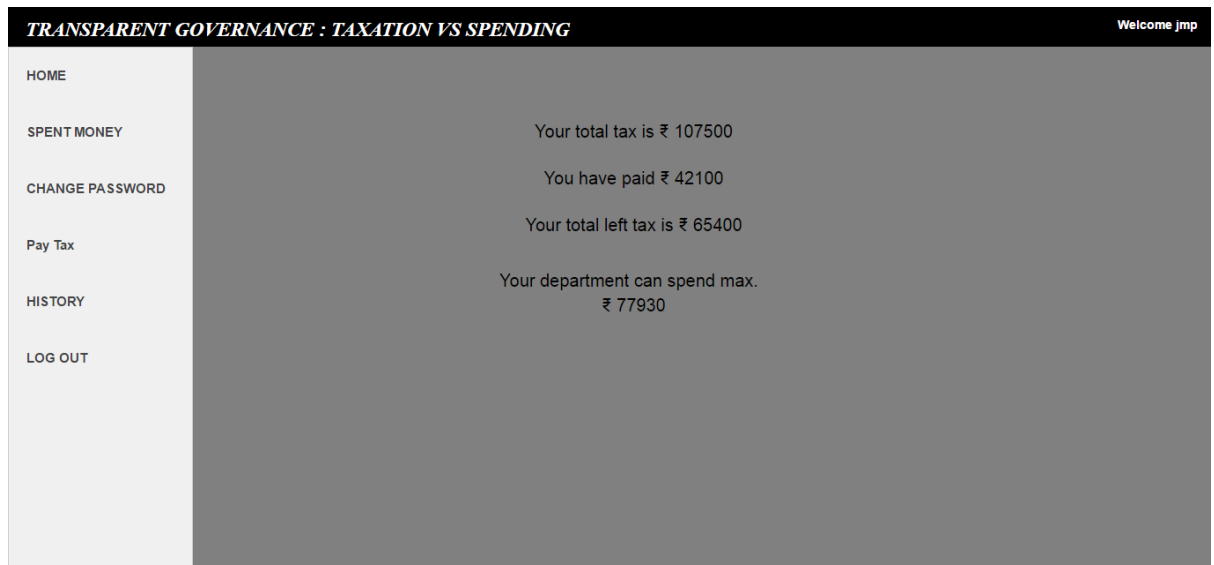 TRANSPARENT GOVERNANCE : TAXATION VS SPENDING
Welcome jmp
HOME
SPENT MONEY
CHANGE PASSWORD
Pay Tax
HISTORY
LOG OUT
Your total tax is ₹ 107500
You have paid ₹ 42100
Your total left tax is ₹ 65400
Your department can spend max.
₹ 77930